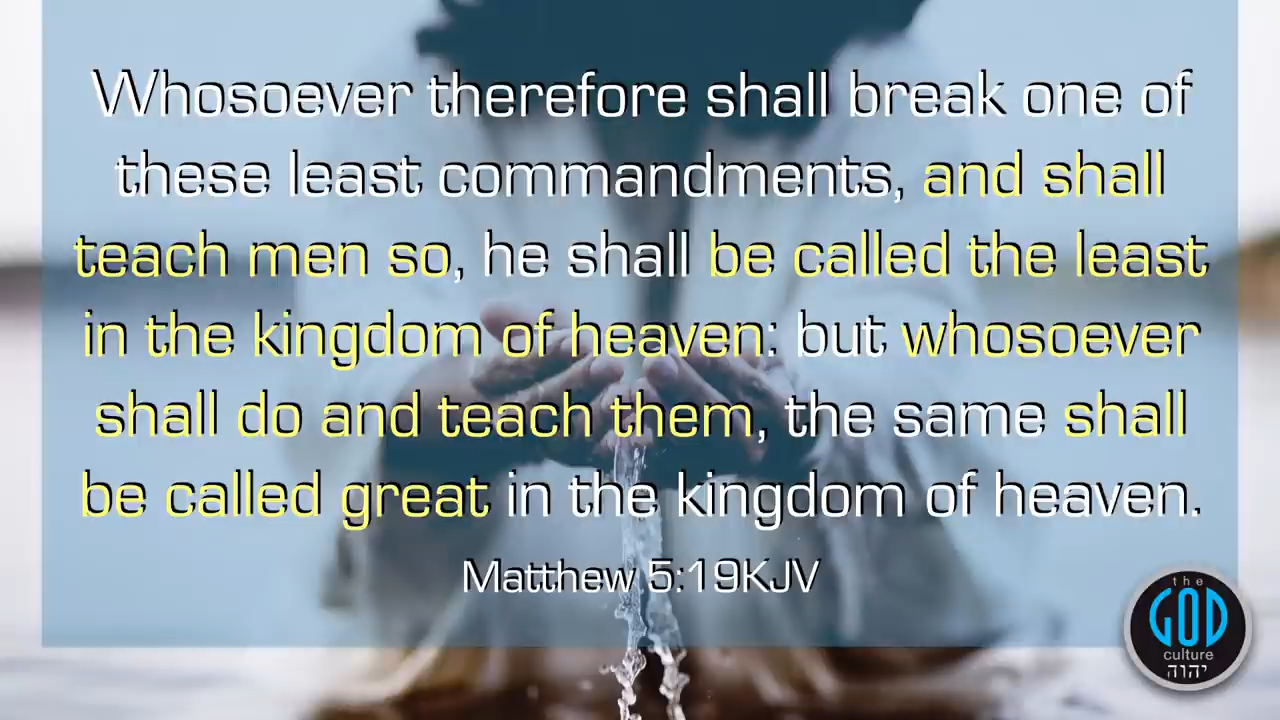 Whosoever therefore shall break one of
these least commandments, and shall
teach men so, he shall be called the least
in the kingdom of heaven: but whosoever
shall do and teach them, the same shall
be called great in the kingdom of heaven.
Matthew 5:19KJV
the
GOD
culture
יהוה